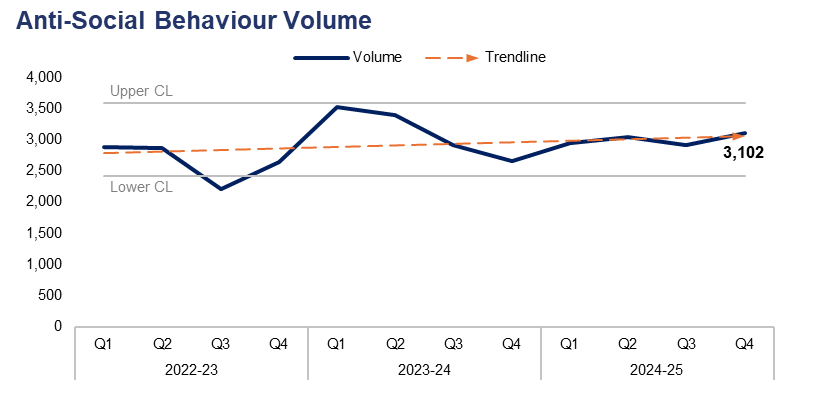 Anti-Social Behaviour Volume
Volume Trendline
4,000
Upper CL
3,500
3,000
3,102
2,500
Lower CL
2,000
1,500
1,000
500
0
Q1 Q2 Q3 Q4 Q1 Q2 Q3 Q4 Q1 Q2 Q3 Q4
2022-23 2023-24 2024-25